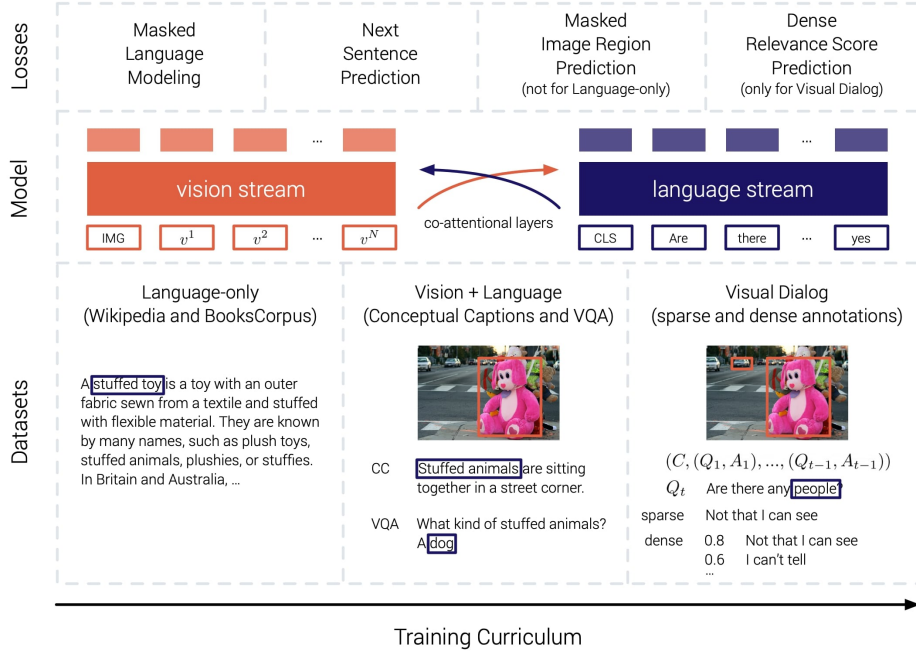 Losses
Masked
Language
Modeling
Next
Sentence
Prediction
Masked
Image Region
Prediction
(not for Language-only)
Dense
Relevance Score
Prediction
(only for Visual Dialog)
Model
...
vision stream
IMG
v^1
v^2
...
v^N
co-attentional layers
...
language stream
CLS
Are
there
...
yes
Datasets
Language-only
(Wikipedia and BooksCorpus)
A stuffed toy is a toy with an outer
fabric sewn from a textile and stuffed
with flexible material. They are known
by many names, such as plush toys,
stuffed animals, plushies, or stuffies.
In Britain and Australia, ...
Vision + Language
(Conceptual Captions and VQA)
CC Stuffed animals are sitting
together in a street corner.
VQA What kind of stuffed animals?
A dog
Visual Dialog
(sparse and dense annotations)
(C, (Q_1, A_1), ..., (Q_{t-1}, A_{t-1}))
Q_t Are there any people?
sparse Not that I can see
dense 0.8 Not that I can see
0.6 I can't tell
...
Training Curriculum